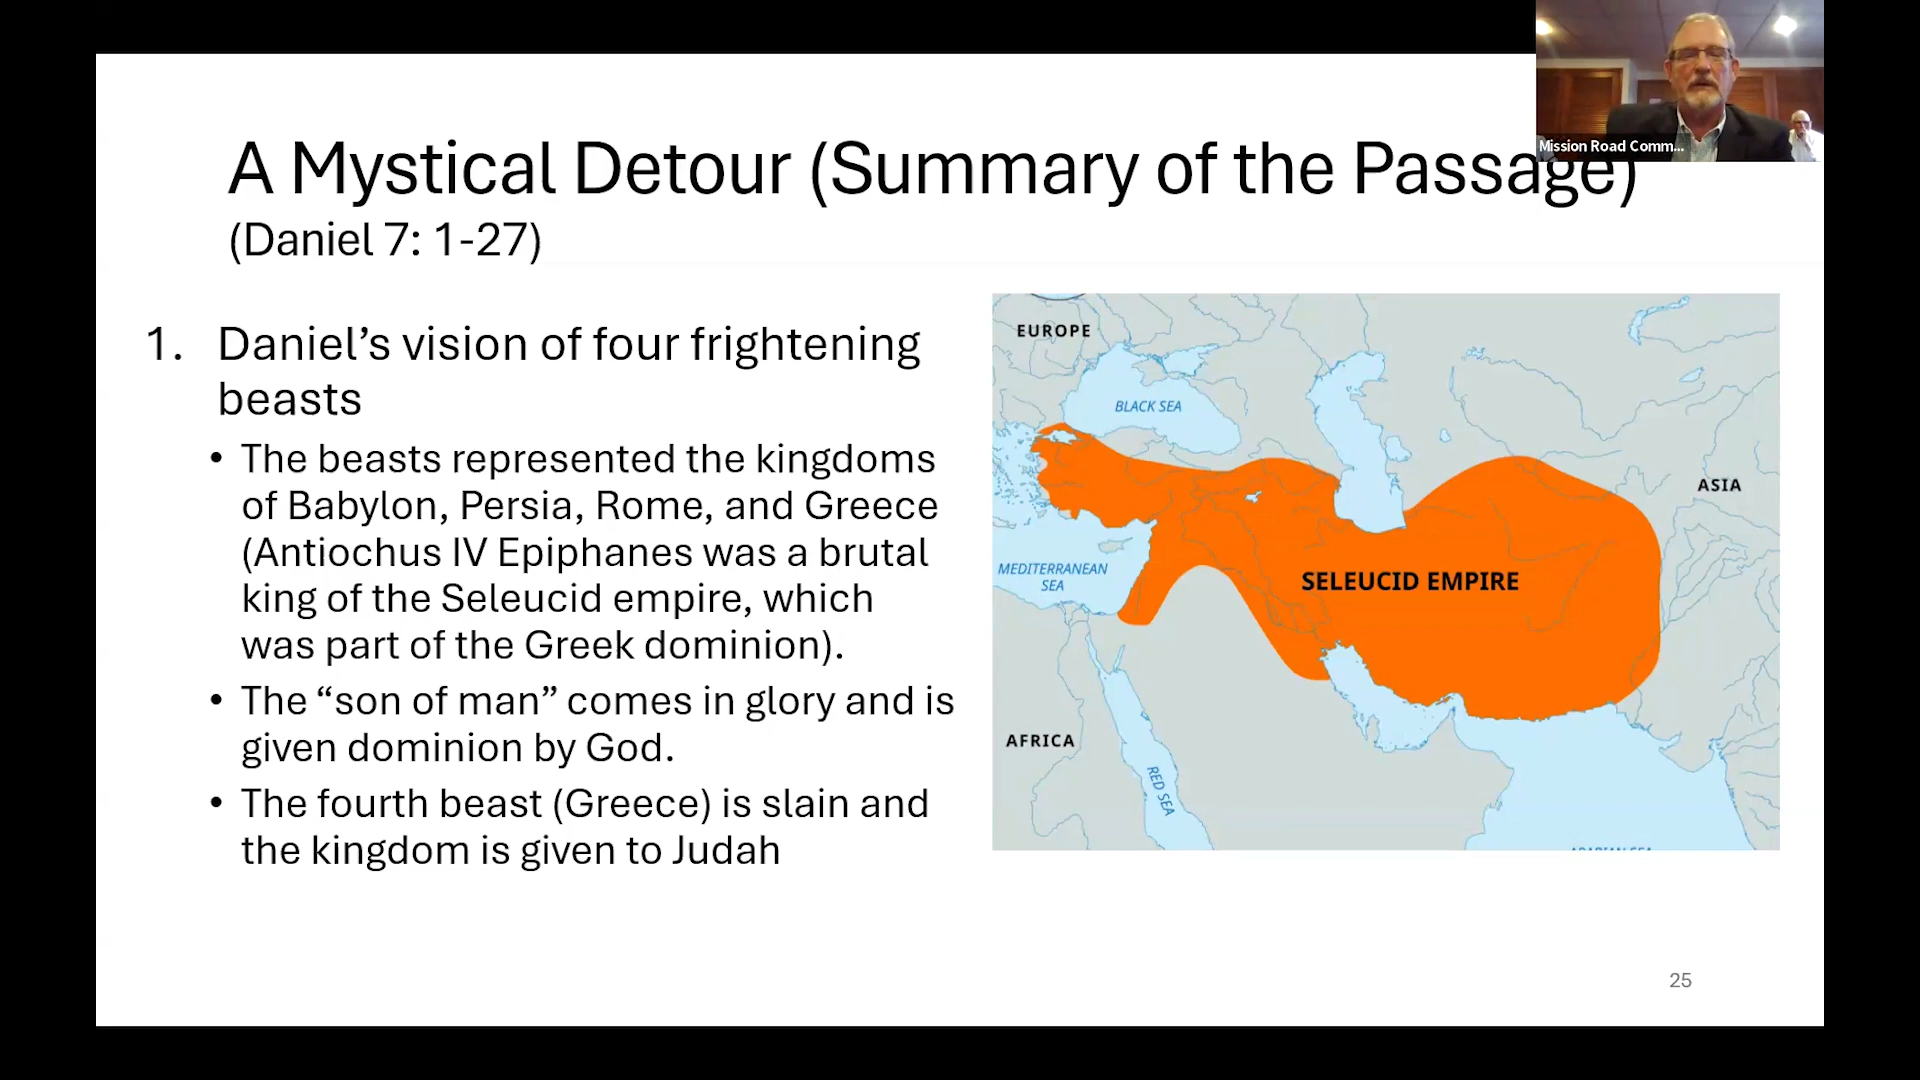 Mission Road Comm...
A Mystical Detour (Summary of the Passage)
(Daniel 7: 1-27)
1. Daniel’s vision of four frightening
beasts
• The beasts represented the kingdoms
of Babylon, Persia, Rome, and Greece
(Antiochus IV Epiphanes was a brutal
king of the Seleucid empire, which
was part of the Greek dominion).
• The “son of man” comes in glory and is
given dominion by God.
• The fourth beast (Greece) is slain and
the kingdom is given to Judah
EUROPE
BLACK SEA
ASIA
MEDITERRANEAN
SEA
SELEUCID EMPIRE
AFRICA
RED SEA
ARABIAN SEA
25